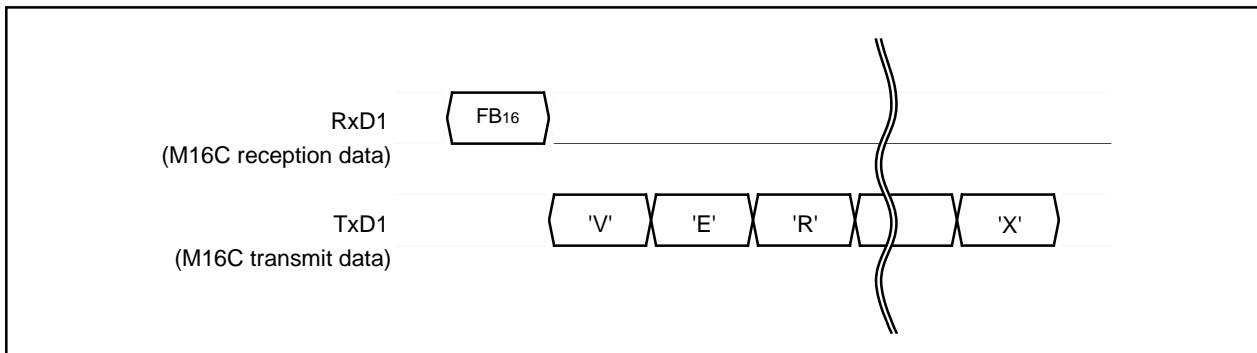 RxD1
(M16C reception data)
FB16
TxD1
(M16C transmit data)
'V'
'E'
'R'
'X'